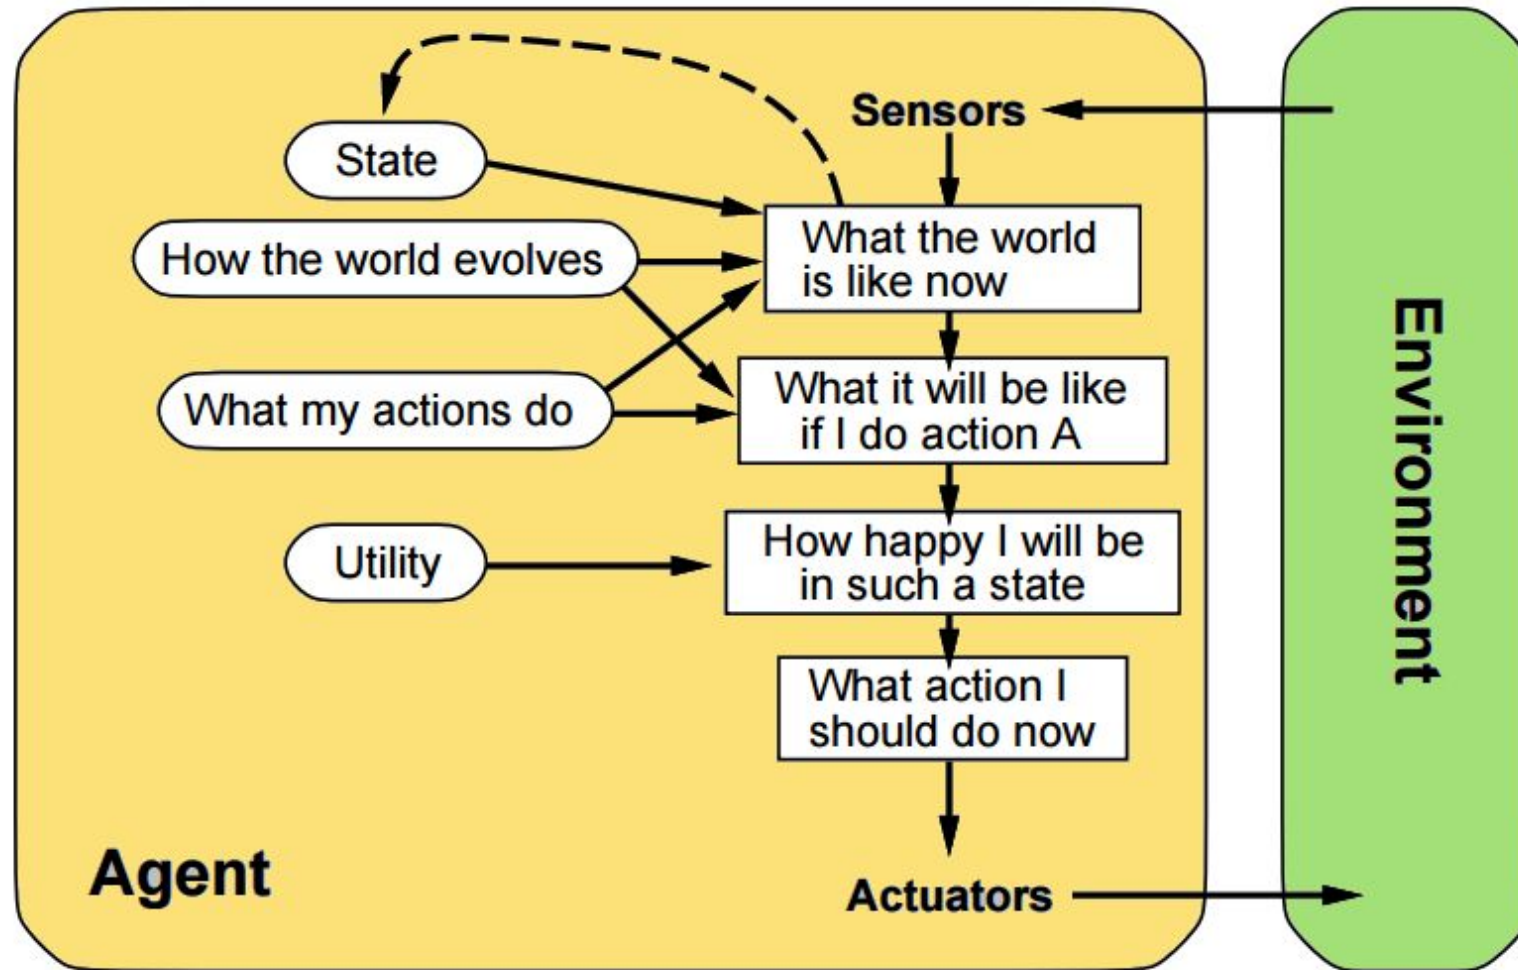 Sensors
State
What the world
is like now
How the world evolves
What it will be like
if I do action A
What my actions do
How happy I will be
in such a state
Utility
What action I
should do now
Agent
Actuators
Environment